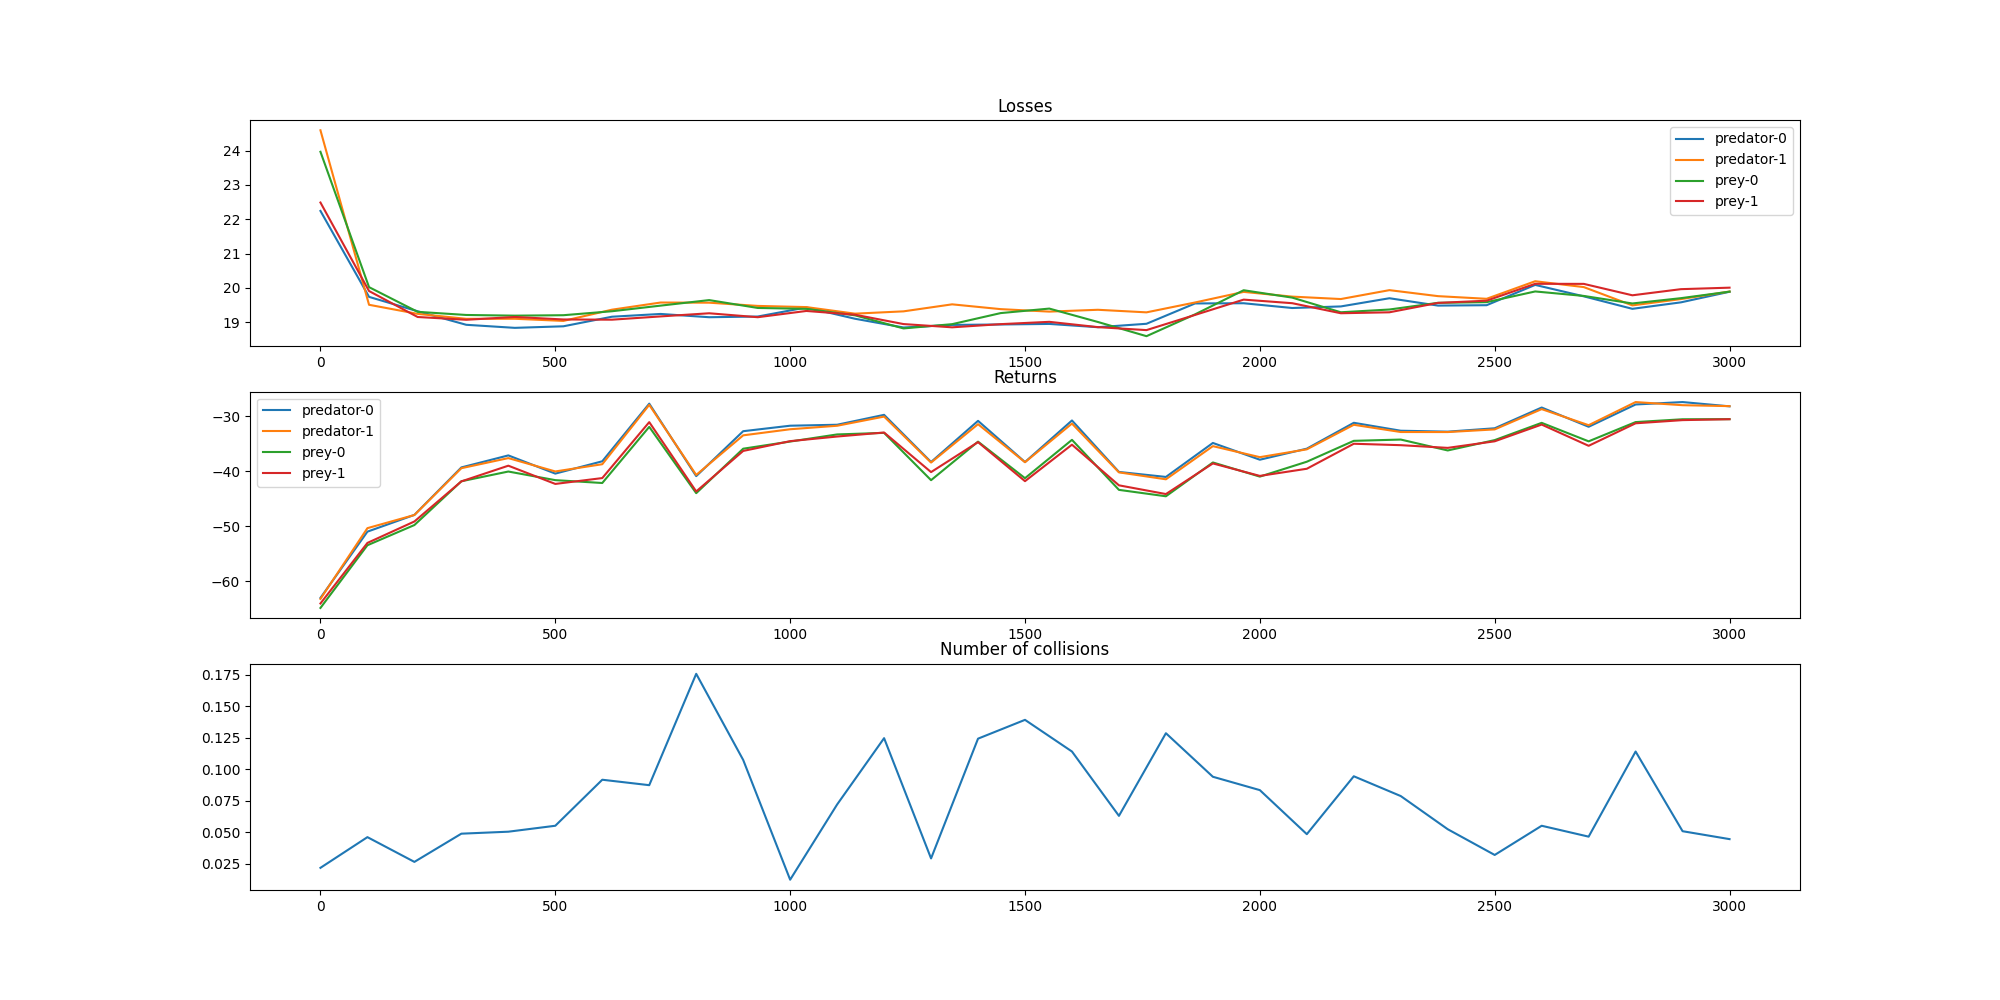 Losses
24
23
22
21
20
19
predator-0
predator-1
prey-0
prey-1
0 500 1000 1500 2000 2500 3000
Returns
−30
−40
−50
−60
predator-0
predator-1
prey-0
prey-1
0 500 1000 1500 2000 2500 3000
Number of collisions
0.175
0.150
0.125
0.100
0.075
0.050
0.025
0 500 1000 1500 2000 2500 3000